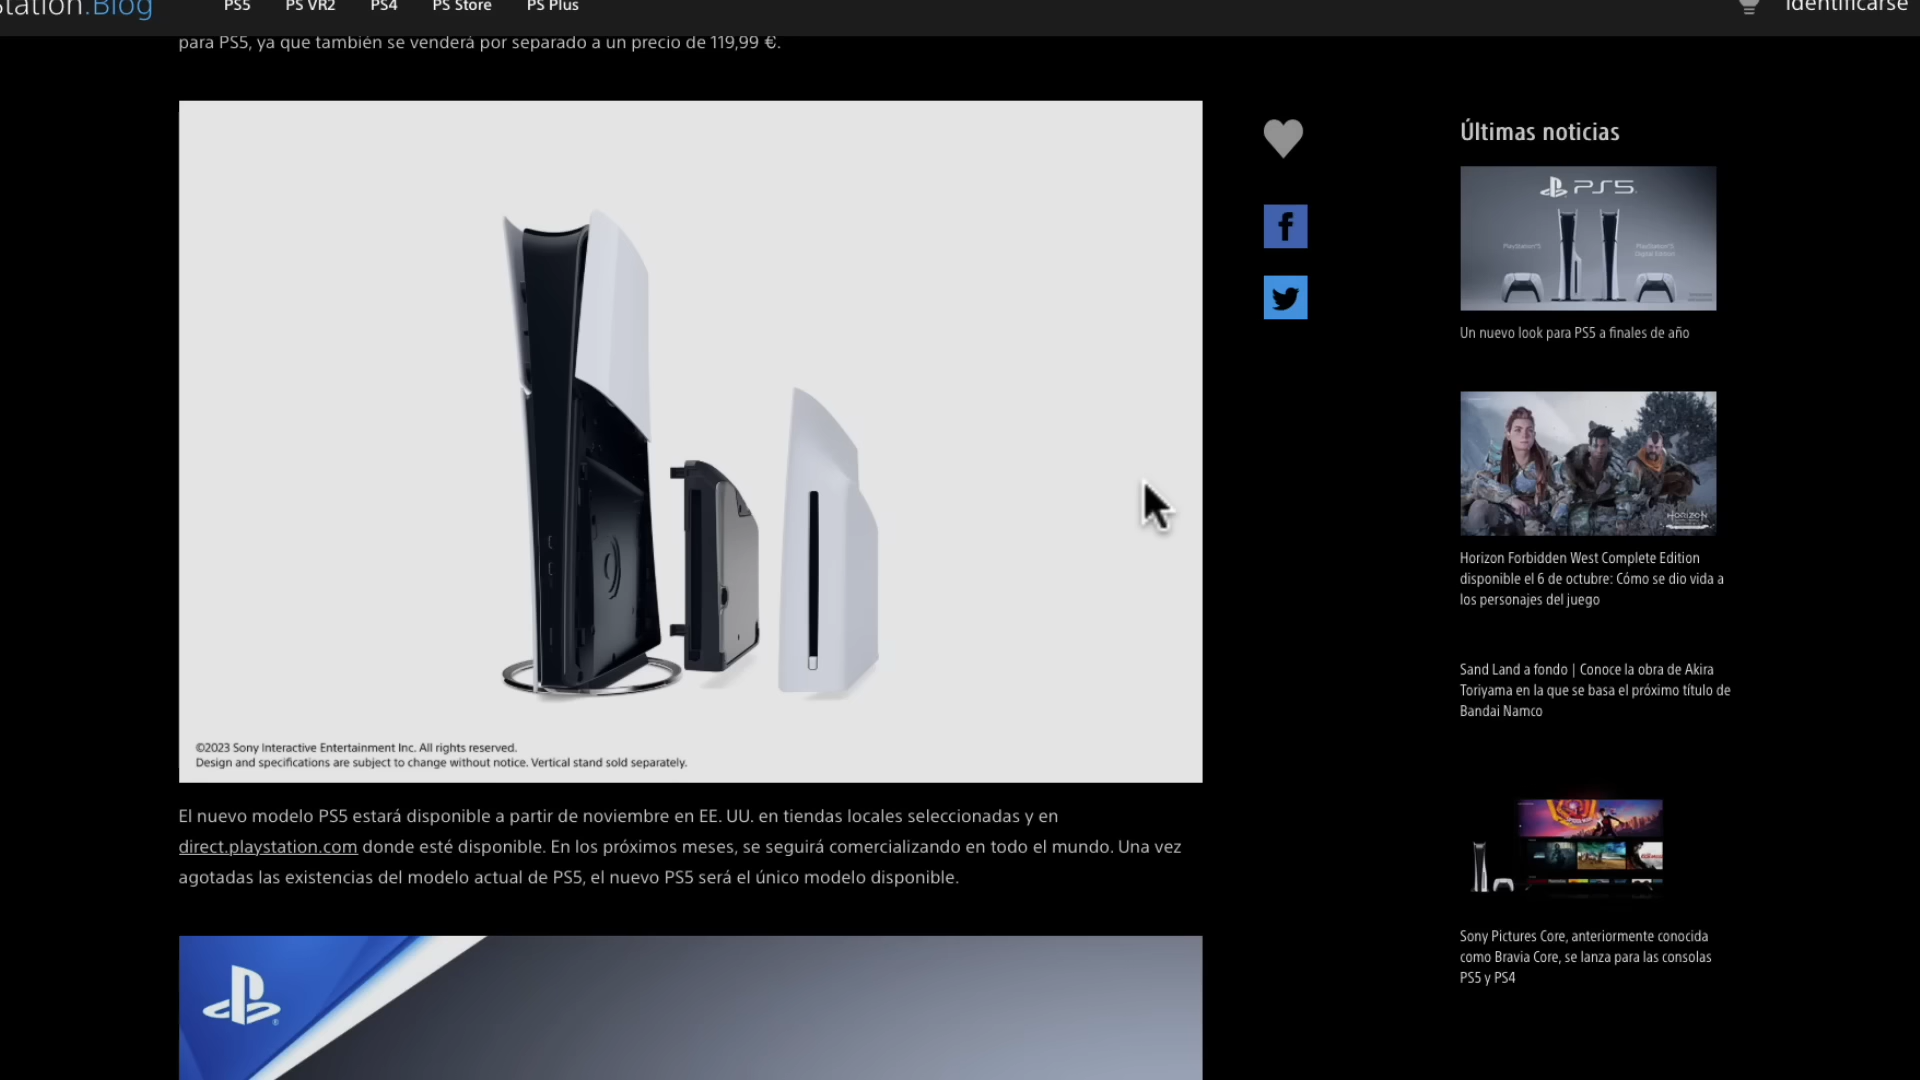 Station.Blog
PS5
PS VR2
PS4
PS Store
PS Plus
Identificarse
para PS5, ya que también se venderá por separado a un precio de 119,99 €.
©2023 Sony Interactive Entertainment Inc. All rights reserved.
Design and specifications are subject to change without notice. Vertical stand sold separately.
El nuevo modelo PS5 estará disponible a partir de noviembre en EE. UU. en tiendas locales seleccionadas y en
direct.playstation.com donde esté disponible. En los próximos meses, se seguirá comercializando en todo el mundo. Una vez
agotadas las existencias del modelo actual de PS5, el nuevo PS5 será el único modelo disponible.
Últimas noticias
PS5
PlayStation5
PlayStation5
Digital Edition
Un nuevo look para PS5 a finales de año
HORIZON
Horizon Forbidden West Complete Edition
disponible el 6 de octubre: Cómo se dio vida a
los personajes del juego
Sand Land a fondo | Conoce la obra de Akira
Toriyama en la que se basa el próximo título de
Bandai Namco
Sony Pictures Core, anteriormente conocida
como Bravia Core, se lanza para las consolas
PS5 y PS4